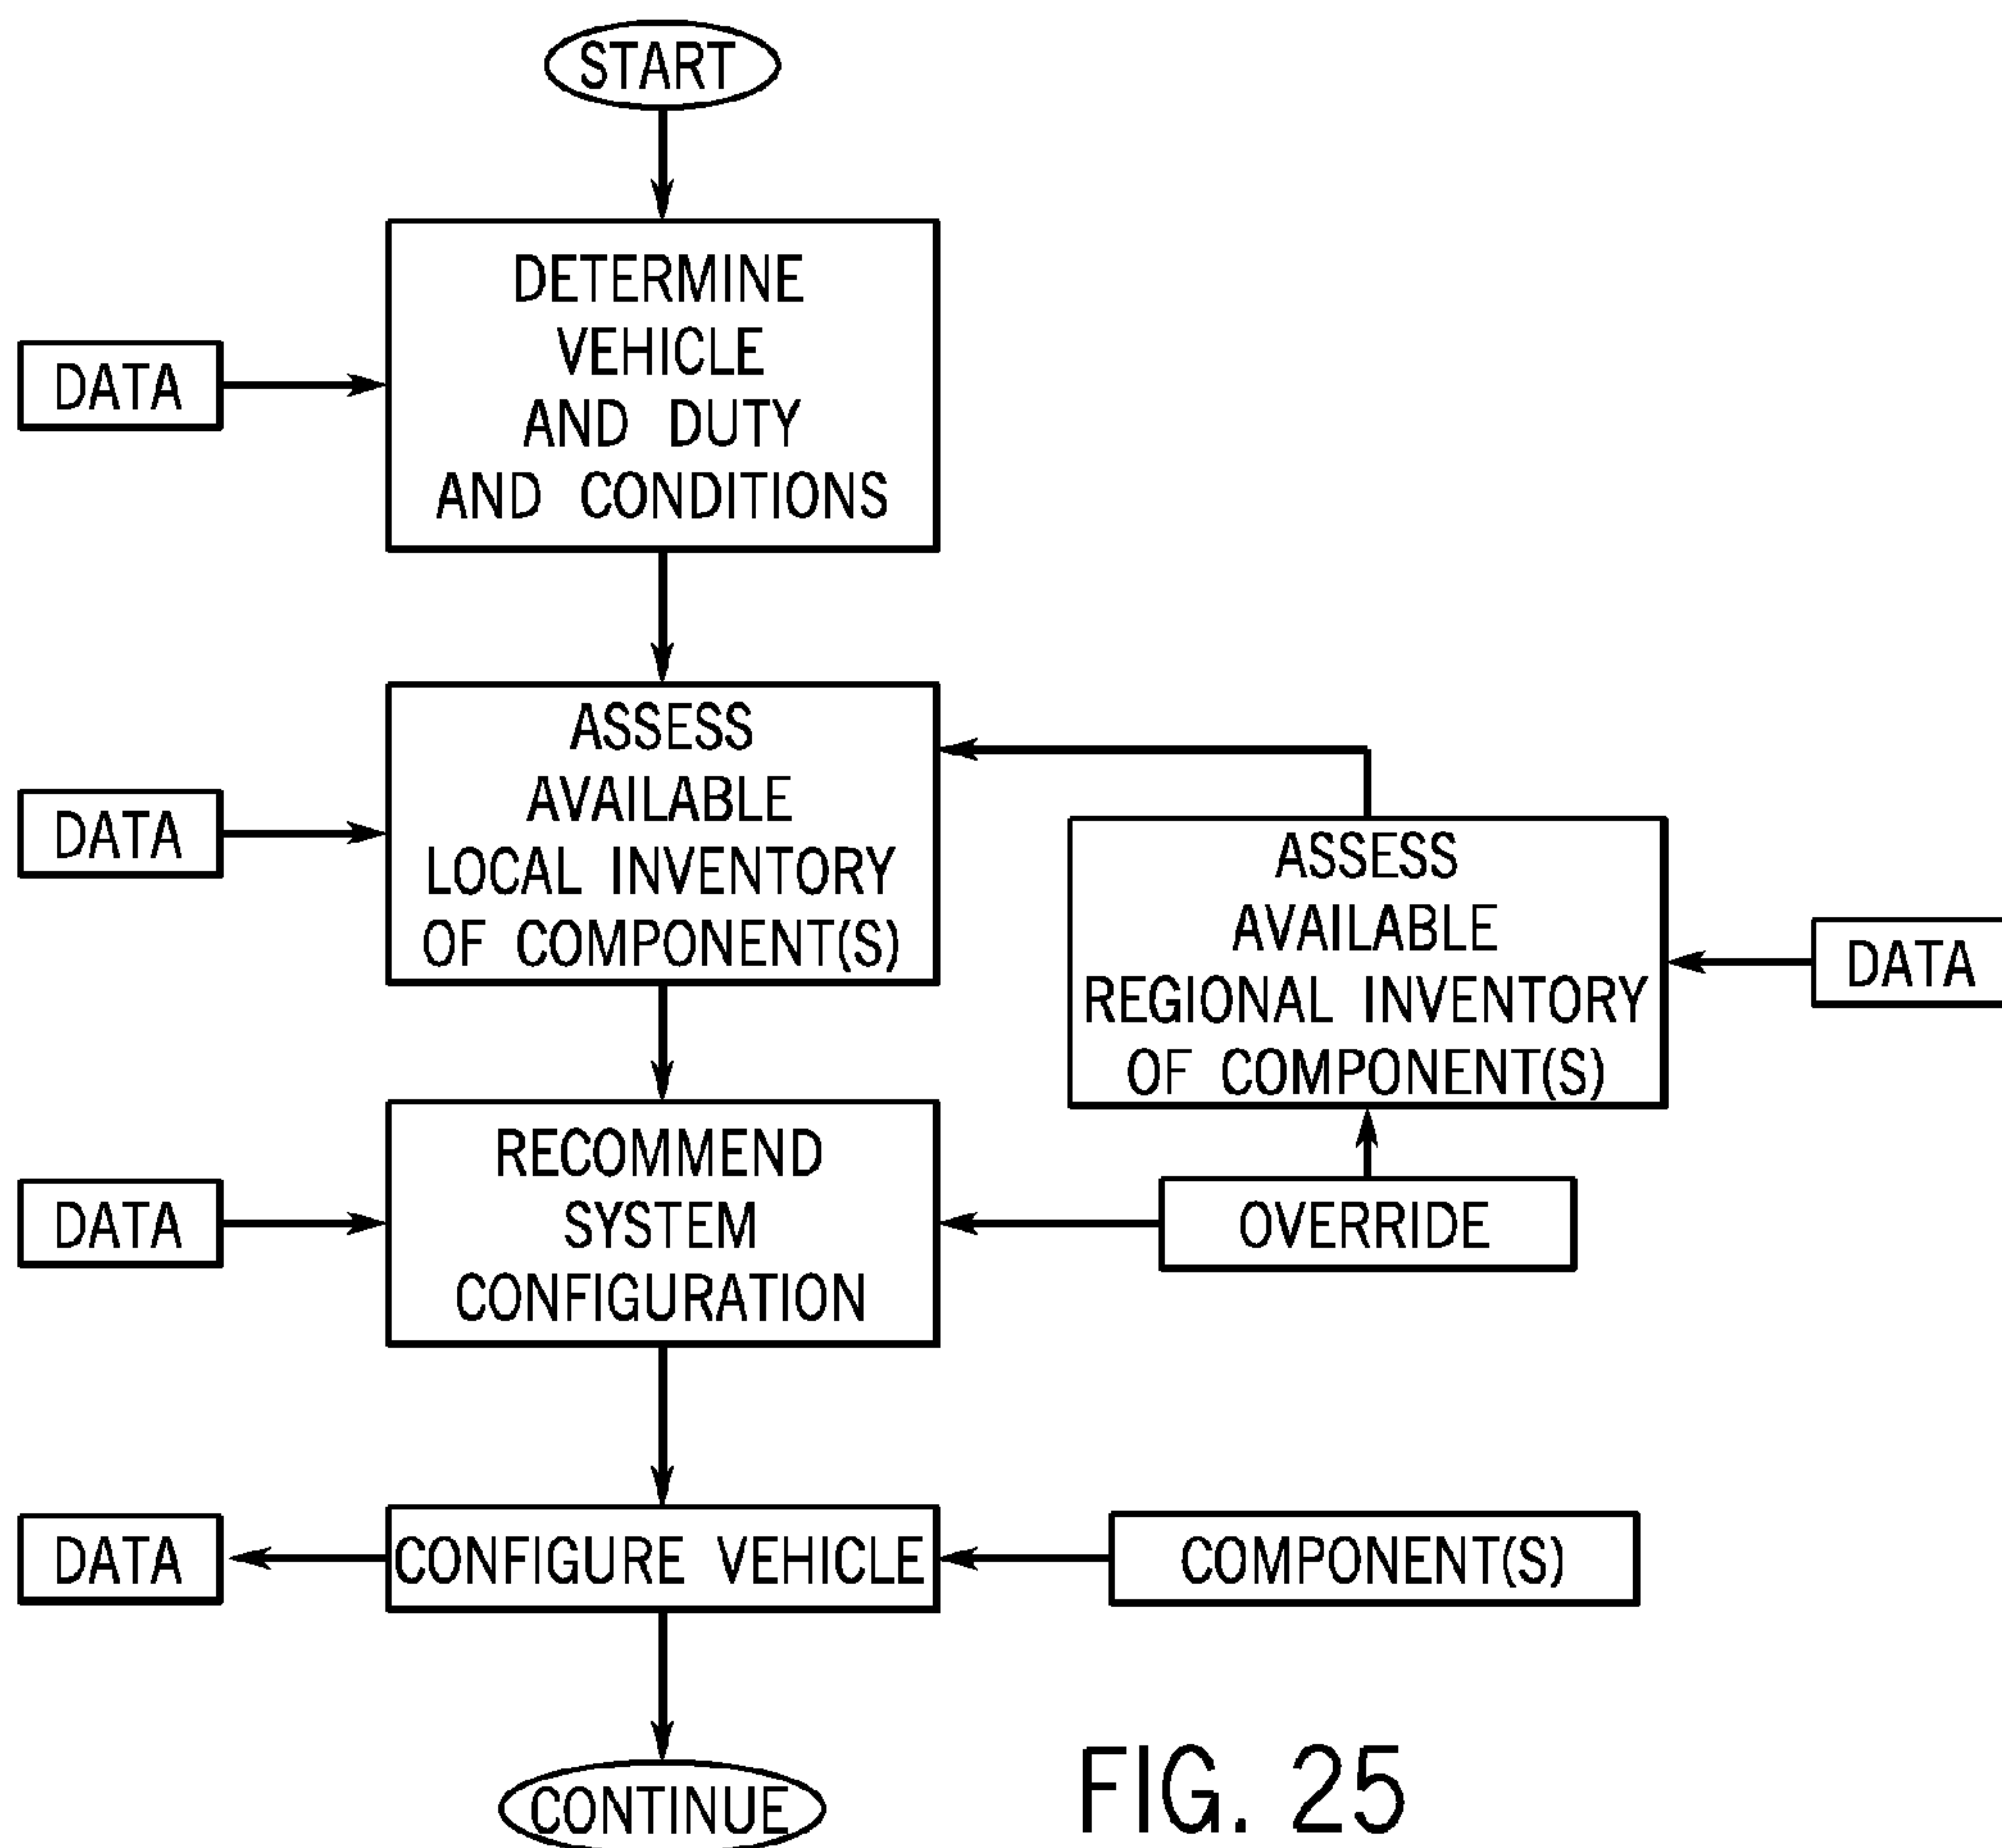 START
DETERMINE
VEHICLE
AND DUTY
AND CONDITIONS
DATA
ASSESS
AVAILABLE
LOCAL INVENTORY
OF COMPONENT(S)
DATA
ASSESS
AVAILABLE
REGIONAL INVENTORY
OF COMPONENT(S)
DATA
RECOMMEND
SYSTEM
CONFIGURATION
DATA
OVERRIDE
DATA
CONFIGURE VEHICLE
COMPONENT(S)
CONTINUE
FIG. 25